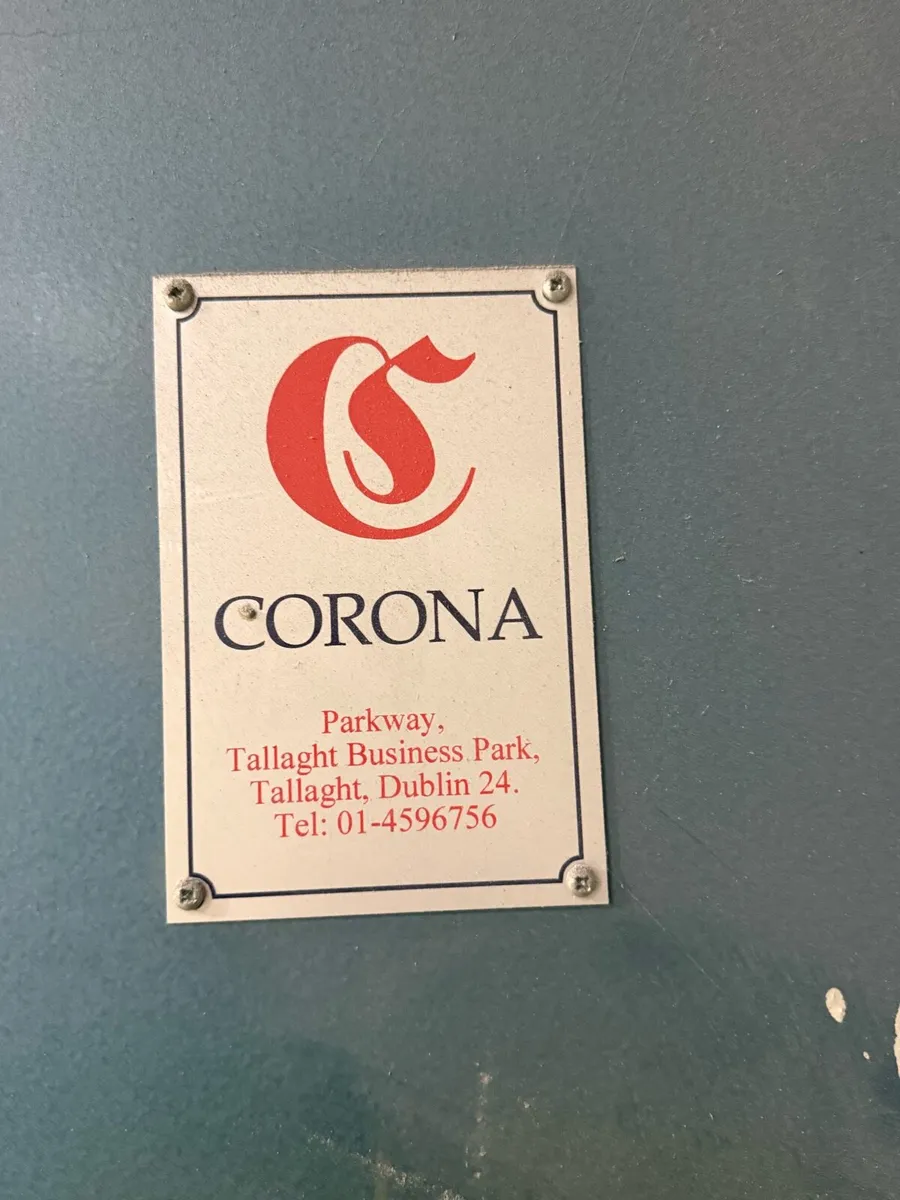 C
CORONA
Parkway,
Tallaght Business Park,
Tallaght, Dublin 24.
Tel: 01-4596756